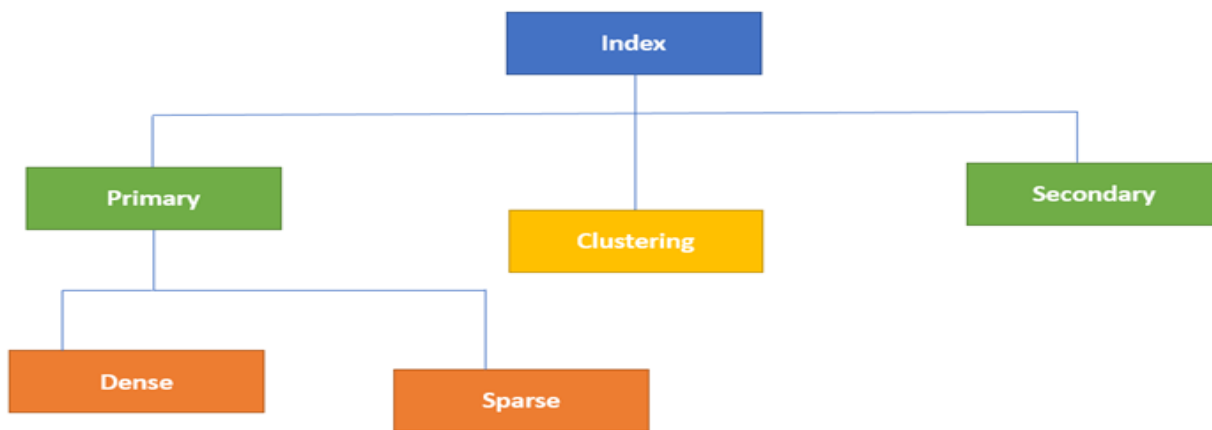 Index
Primary
Clustering
Secondary
Dense
Sparse